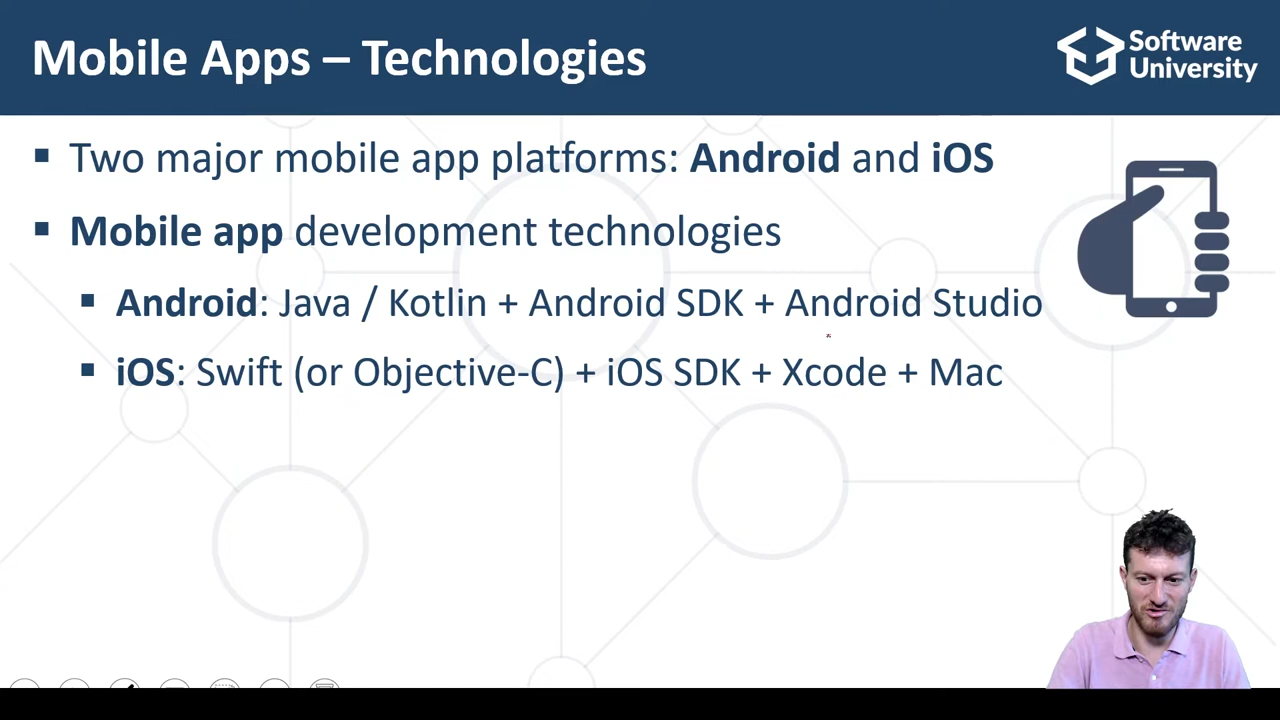 Mobile Apps – Technologies
Software
University
▪ Two major mobile app platforms: Android and iOS
▪ Mobile app development technologies
▪ Android: Java / Kotlin + Android SDK + Android Studio
▪ iOS: Swift (or Objective-C) + iOS SDK + Xcode + Mac